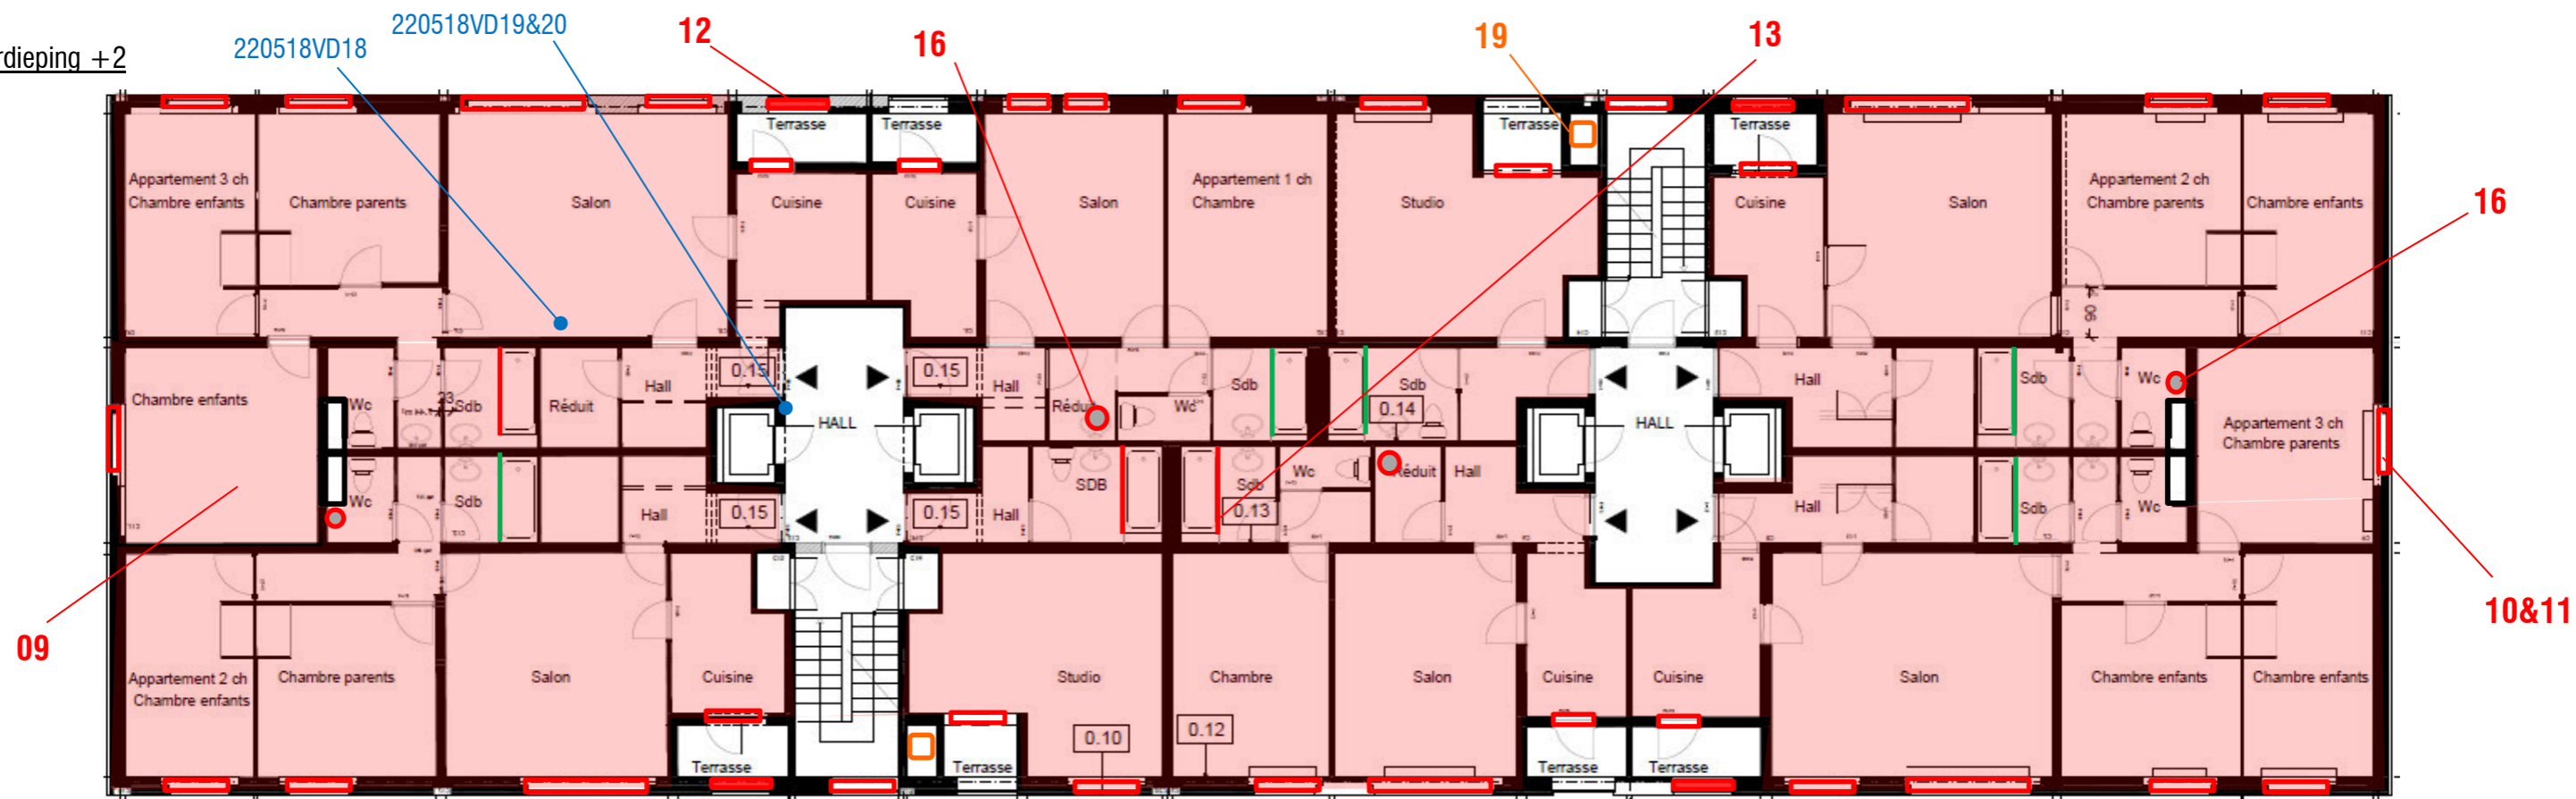 rdieping +2
220518VD18
220518VD19&20
12
16
19
13
16
Terrasse
Terrasse
Terrasse
Terrasse
Appartement 3 ch
Chambre enfants
Chambre parents
Salon
Cuisine
Cuisine
Salon
Appartement 1 ch
Chambre
Studio
Cuisine
Salon
Appartement 2 ch
Chambre parents
Chambre enfants
90
Chambre enfants
Wc
23
Sdb
Réduit
Hall
0.15
HALL
0.15
Hall
Réduit
Wc
Sdb
Sdb
0.14
HALL
Hall
Sdb
Wc
Appartement 3 ch
Chambre parents
Wc
Sdb
Hall
0.15
0.15
Hall
SDB
Sdb
0.13
Wc
Réduit
Hall
Hall
Sdb
Wc
09
10&11
Appartement 2 ch
Chambre enfants
Chambre parents
Salon
Cuisine
Studio
Chambre
Salon
Cuisine
Cuisine
Salon
Chambre enfants
Chambre enfants
0.10
0.12
Terrasse
Terrasse
Terrasse
Terrasse